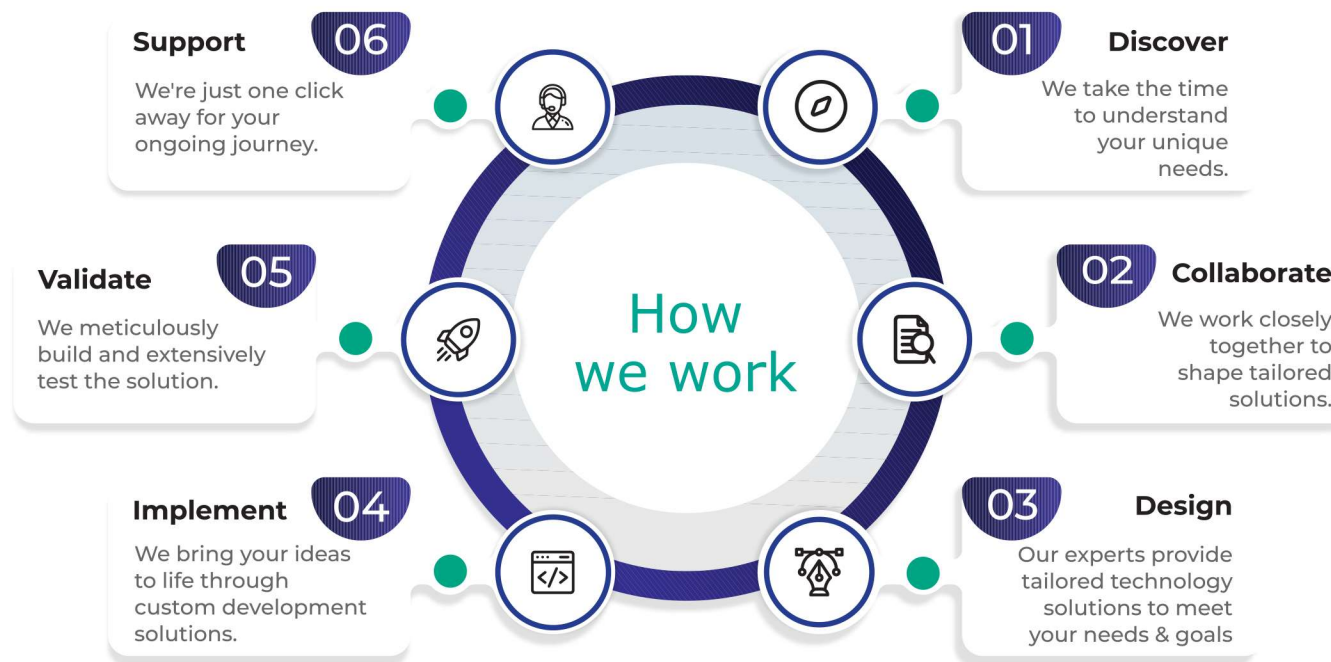 How
we work
01
Discover
We take the time
to understand
your unique
needs.
02
Collaborate
We work closely
together to
shape tailored
solutions.
03
Design
Our experts provide
tailored technology
solutions to meet
your needs & goals
04
Implement
We bring your ideas
to life through
custom development
solutions.
05
Validate
We meticulously
build and extensively
test the solution.
06
Support
We're just one click
away for your
ongoing journey.